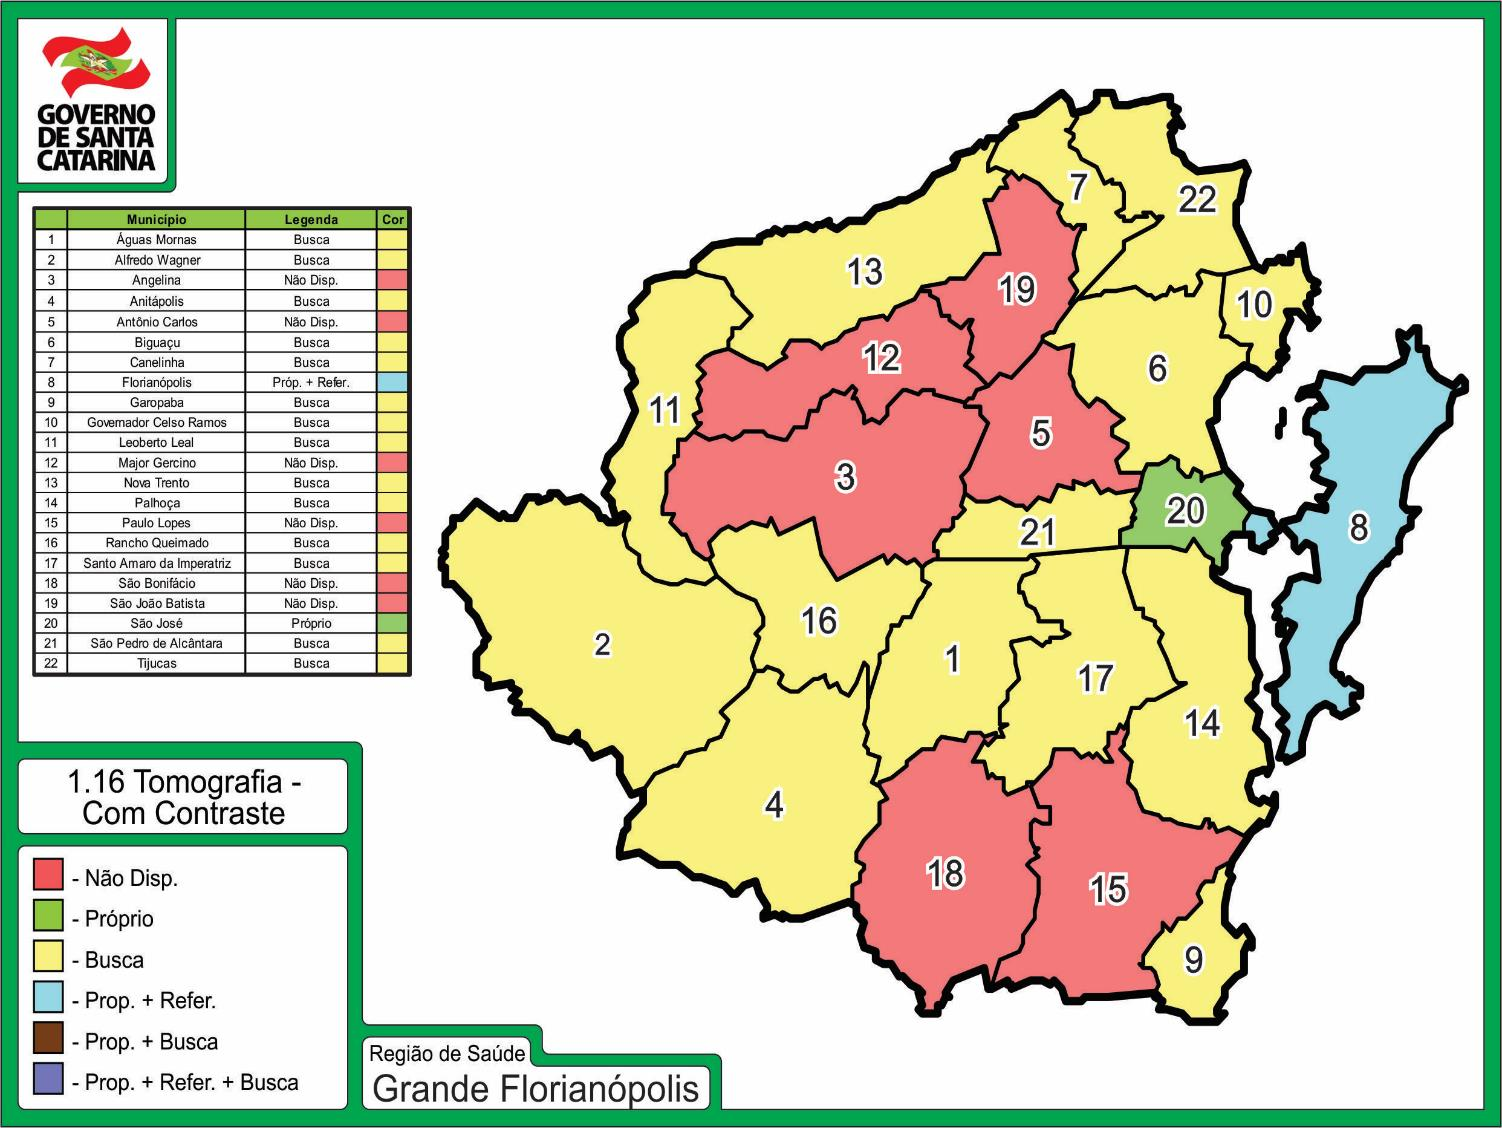 GOVERNO
DE SANTA
CATARINA
Município Legenda Cor
1 Águas Mornas Busca
2 Alfredo Wagner Busca
3 Angelina Não Disp.
4 Anitápolis Busca
5 Antônio Carlos Não Disp.
6 Biguaçu Busca
7 Canelinha Busca
8 Florianópolis Próp. + Refer.
9 Garopaba Busca
10 Governador Celso Ramos Busca
11 Leoberto Leal Busca
12 Major Gercino Não Disp.
13 Nova Trento Busca
14 Palhoça Busca
15 Paulo Lopes Não Disp.
16 Rancho Queimado Busca
17 Santo Amaro da Imperatriz Busca
18 São Bonifácio Não Disp.
19 São João Batista Não Disp.
20 São José Próprio
21 São Pedro de Alcântara Busca
22 Tijucas Busca
7
22
13
19
10
12
6
11
5
3
20
8
21
16
2
1
17
14
4
18
15
9
1.16 Tomografia -
Com Contraste
- Não Disp.
- Próprio
- Busca
- Prop. + Refer.
- Prop. + Busca
- Prop. + Refer. + Busca
Região de Saúde
Grande Florianópolis